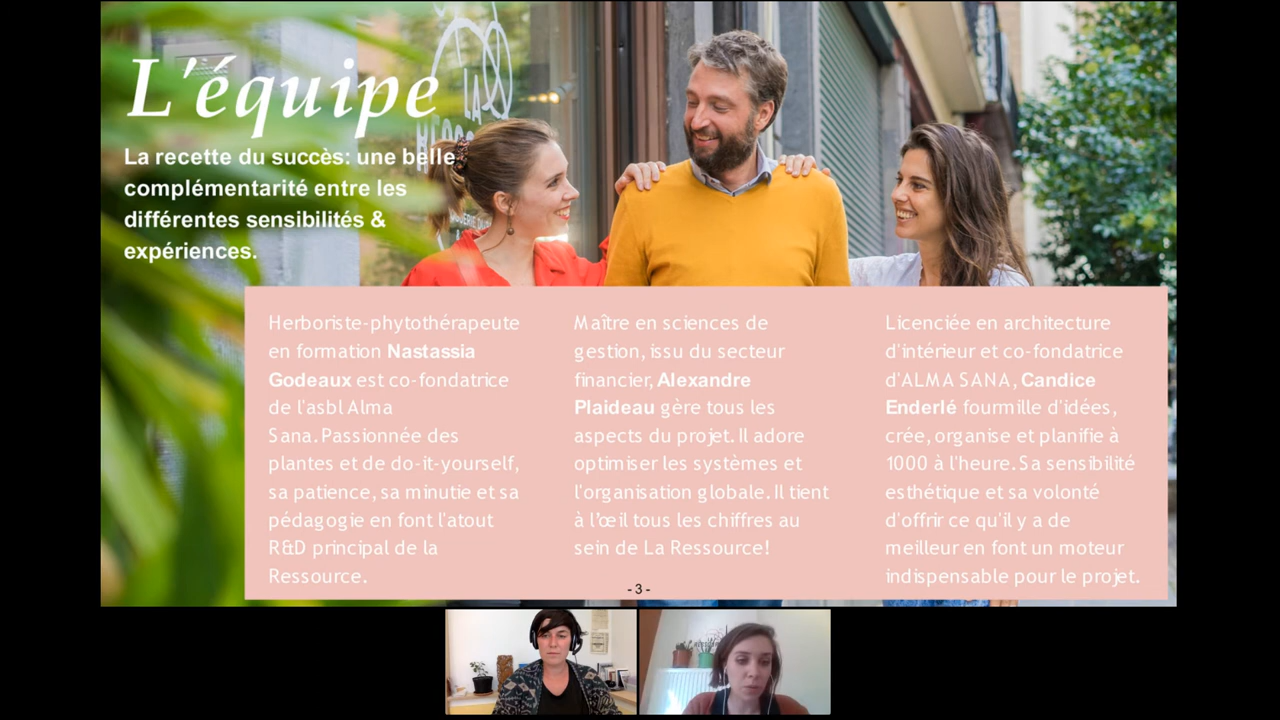 L'équipe
La recette du succès: une belle
complémentarité entre les
différentes sensibilités &
expériences.
LA
Herboriste-phytothérapeute
en formation Nastassia
Godeaux est co-fondatrice
de l'asbl Alma
Sana. Passionnée des
plantes et de do-it-yourself,
sa patience, sa minutie et sa
pédagogie en font l'atout
R&D principal de la
Ressource.
Maître en sciences de
gestion, issu du secteur
financier, Alexandre
Plaideau gère tous les
aspects du projet. Il adore
optimiser les systèmes et
l'organisation globale. Il tient
à l'œil tous les chiffres au
sein de La Ressource!
Licenciée en architecture
d'intérieur et co-fondatrice
d'ALMA SANA, Candice
Enderlé fourmille d'idées,
crée, organise et planifie à
1000 à l'heure. Sa sensibilité
esthétique et sa volonté
d'offrir ce qu'il y a de
meilleur en font un moteur
indispensable pour le projet.
- 3 -